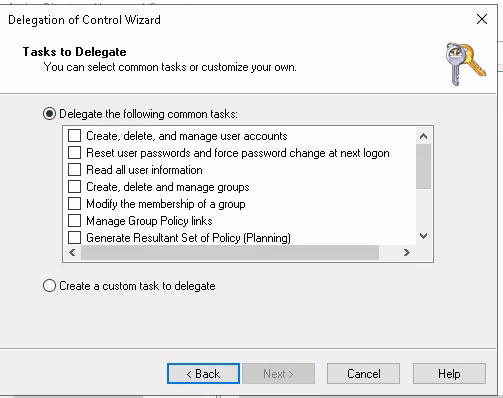 Delegation of Control Wizard
Tasks to Delegate
You can select common tasks or customize your own.
Delegate the following common tasks:
Create, delete, and manage user accounts
Reset user passwords and force password change at next logon
Read all user information
Create, delete and manage groups
Modify the membership of a group
Manage Group Policy links
Generate Resultant Set of Policy (Planning)
Create a custom task to delegate
< Back
Next >
Cancel
Help